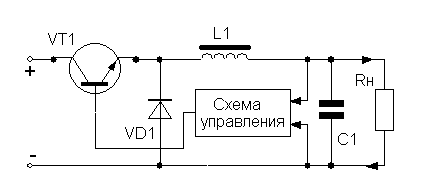 VT1
L1
+
Схема
управления
Rн
VD1
C1
-